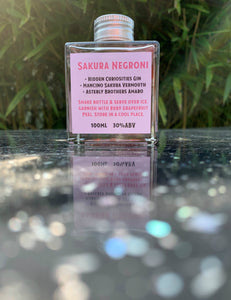 Sakura Negroni
- Hidden Curiosities Gin
- Mancino Sakura Vermouth
- Asterly Brothers Amaro
Shake bottle & serve over ice.
Garnish with ruby grapefruit
peel. Store in a cool place.
100ml 30%ABV